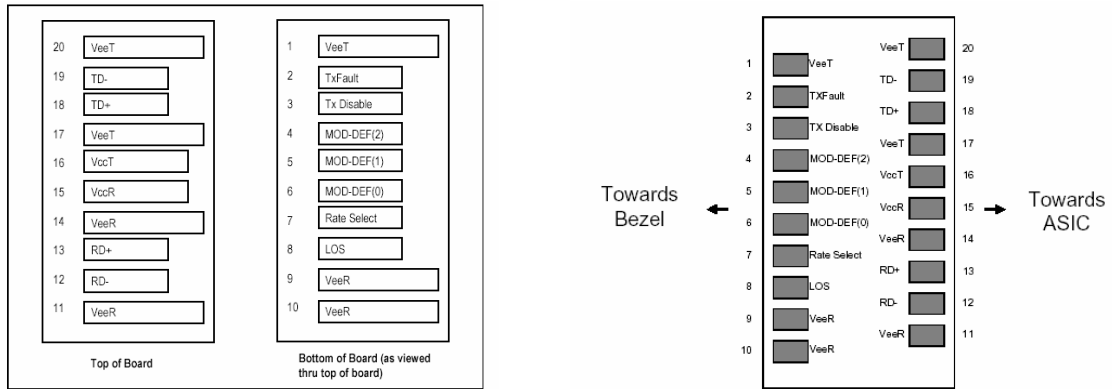 20 VeeT
19 TD-
18 TD+
17 VeeT
16 VccT
15 VccR
14 VeeR
13 RD+
12 RD-
11 VeeR
Top of Board
1 VeeT
2 TxFault
3 Tx Disable
4 MOD-DEF(2)
5 MOD-DEF(1)
6 MOD-DEF(0)
7 Rate Select
8 LOS
9 VeeR
10 VeeR
Bottom of Board (as viewed
thru top of board)
Towards
Bezel
1 VeeT
2 TXFault
3 TX Disable
4 MOD-DEF(2)
5 MOD-DEF(1)
6 MOD-DEF(0)
7 Rate Select
8 LOS
9 VeeR
10 VeeR
VeeT 20
TD- 19
TD+ 18
VeeT 17
VccT 16
VccR 15
VeeR 14
RD+ 13
RD- 12
VeeR 11
Towards
ASIC